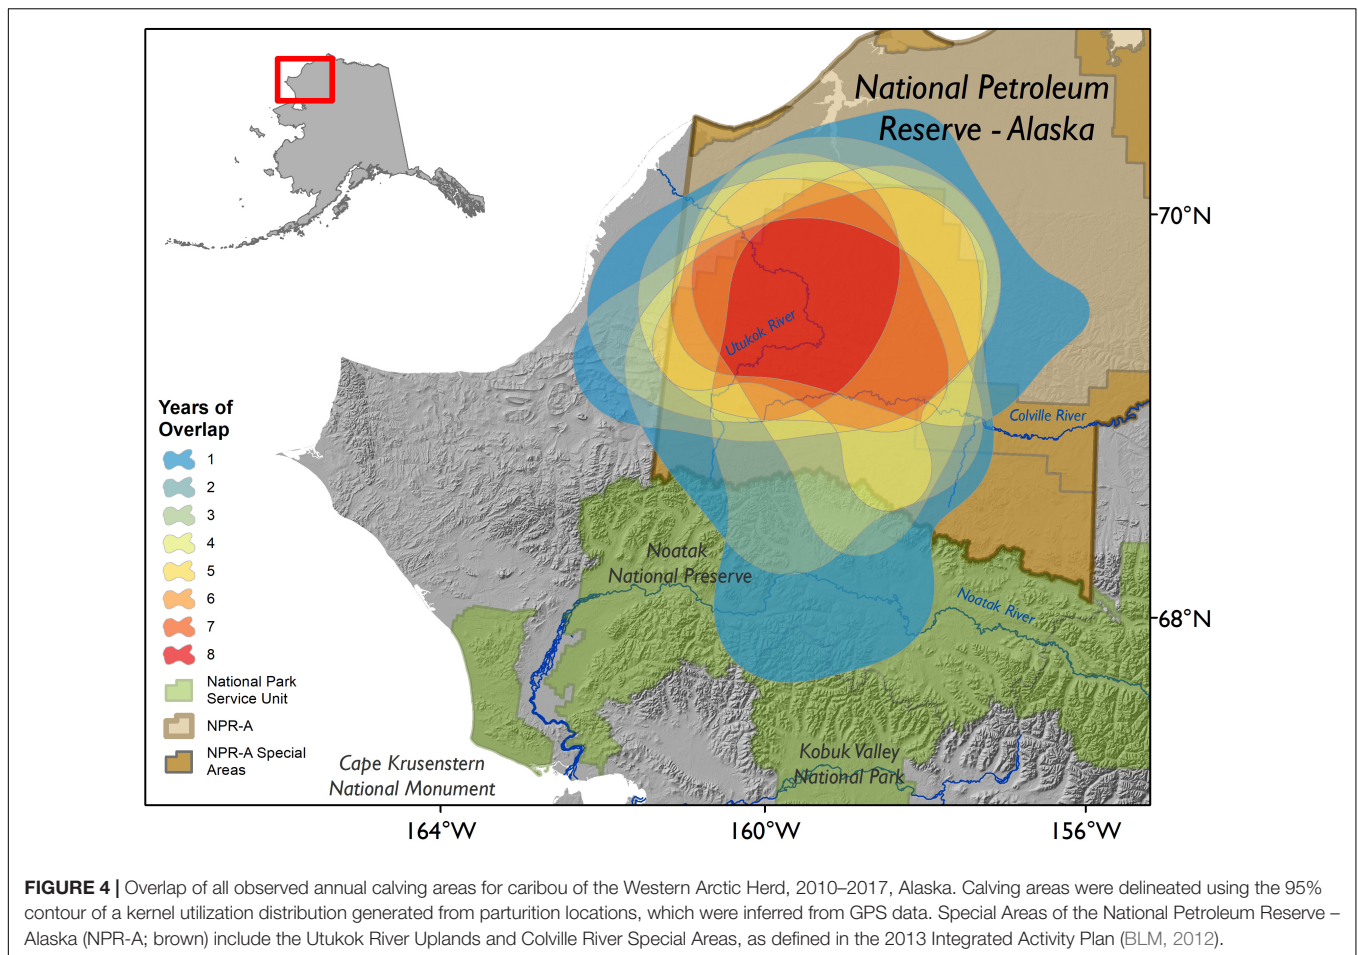 National Petroleum
Reserve - Alaska
70°N
Utukok River
Colville River
Years of
Overlap
1
2
3
4
5
6
7
8
National Park
Service Unit
NPR-A
NPR-A Special
Areas
Noatak
National Preserve
Noatak River
68°N
Kobuk Valley
National Park
Cape Krusenstern
National Monument
164°W
160°W
156°W
FIGURE 4 | Overlap of all observed annual calving areas for caribou of the Western Arctic Herd, 2010–2017, Alaska. Calving areas were delineated using the 95%
contour of a kernel utilization distribution generated from parturition locations, which were inferred from GPS data. Special Areas of the National Petroleum Reserve –
Alaska (NPR-A; brown) include the Utukok River Uplands and Colville River Special Areas, as defined in the 2013 Integrated Activity Plan (BLM, 2012).